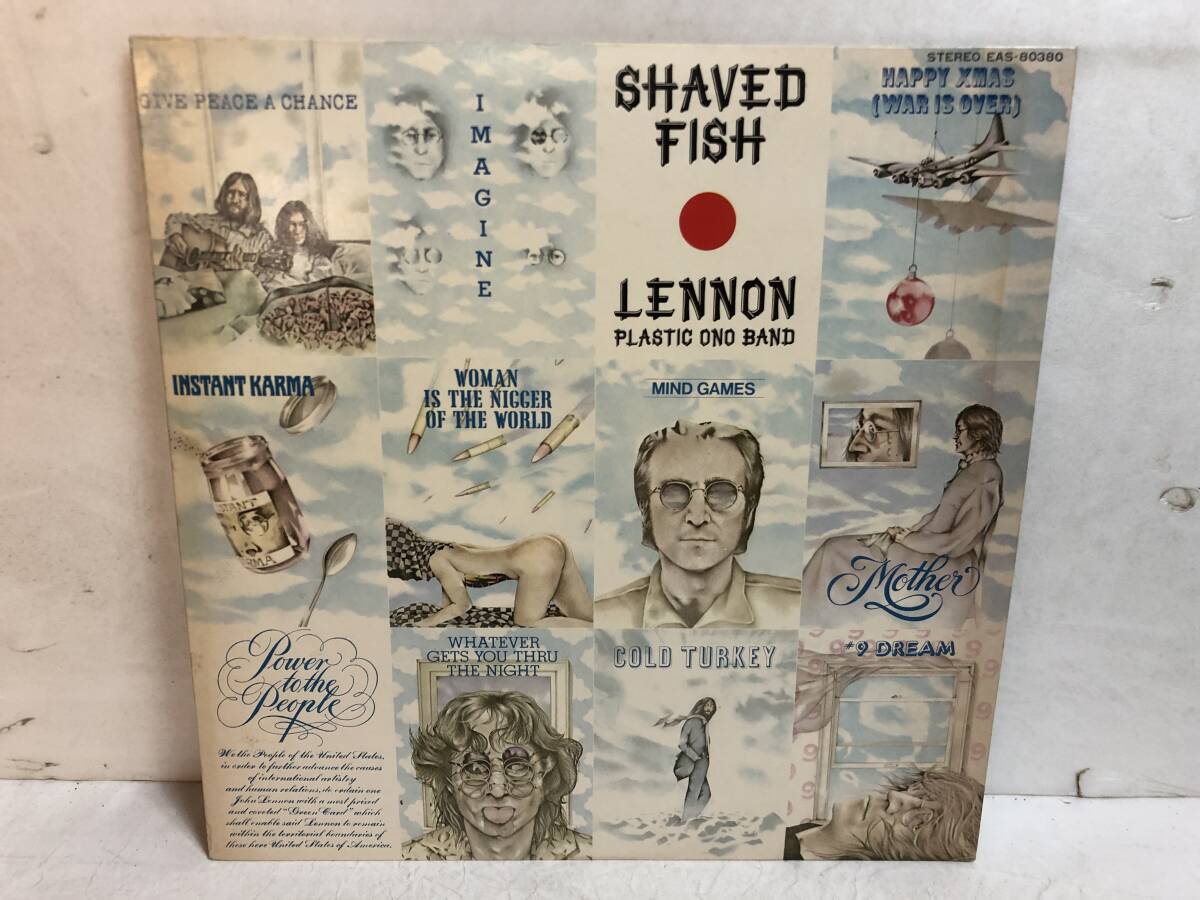 STEREO EAS-80380
GIVE PEACE A CHANCE
I
M
A
G
I
N
E
SHAVED
FISH
LENNON
PLASTIC ONO BAND
HAPPY XMAS
(WAR IS OVER)
INSTANT KARMA
WOMAN
IS THE NIGGER
OF THE WORLD
MIND GAMES
Mother
Power
to the
People
We the People of the United States,
in order to further advance the causes
of international artistry
and human relations, do ordain one
John Lennon with a most prized
and coveted "Green Card" which
shall enable said Lennon to remain
within the territorial boundaries of
these here United States of America.
WHATEVER
GETS YOU THRU
THE NIGHT
COLD TURKEY
#9 DREAM